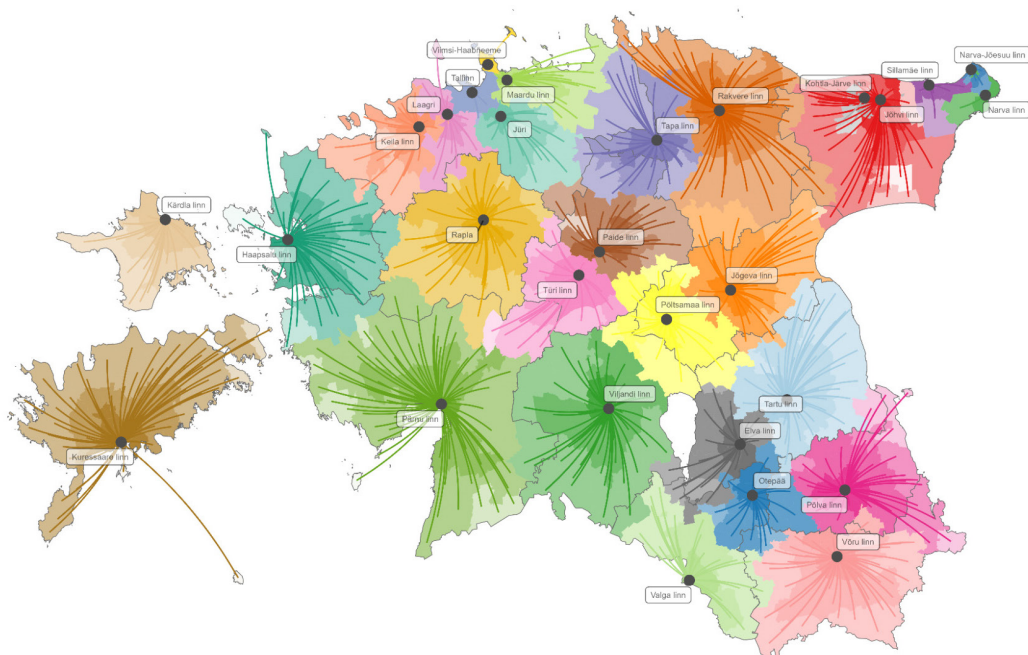 Viimsi-Haabneeme
Narva-Jõesuu linn
Tallinn
Sillamäe linn
Maardu linn
Kohtla-Järve linn
Rakvere linn
Laagri
Narva linn
Jõhvi linn
Jüri
Tapa linn
Keila linn
Kärdla linn
Rapla
Paide linn
Haapsalu linn
Jõgeva linn
Türi linn
Põltsamaa linn
Viljandi linn
Tartu linn
Pärnu linn
Elva linn
Kuressaare linn
Otepää
Põlva linn
Võru linn
Valga linn